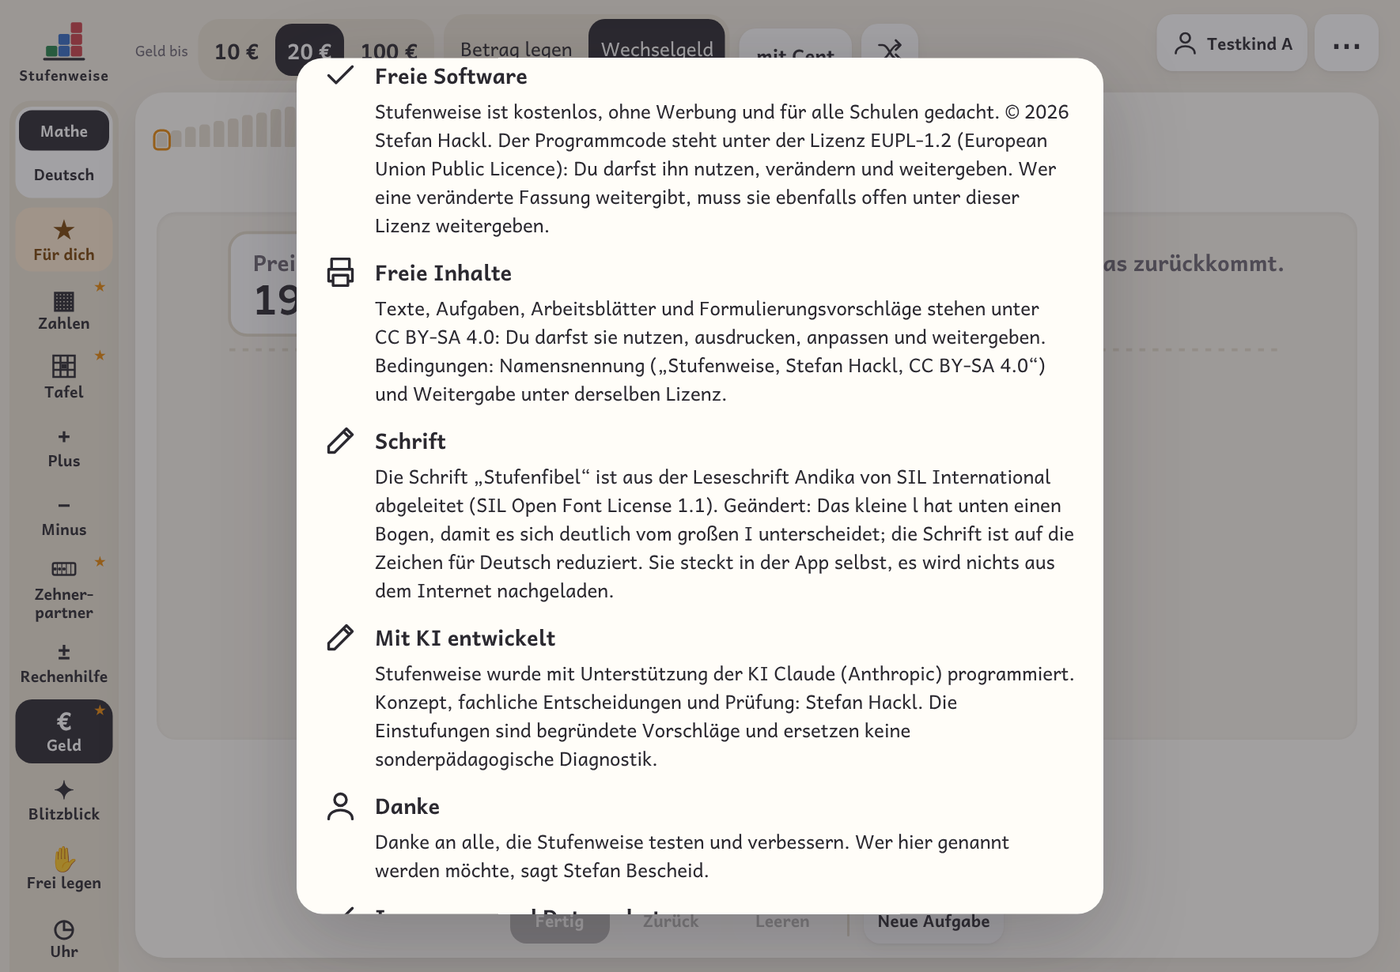 Stufenweise
Geld bis
10 €
20 €
100 €
Betrag legen
Wechselgeld
mit Cent
Testkind A
...
Mathe
Deutsch
Für dich
Zahlen
Tafel
+
Plus
−
Minus
Zehner-
partner
±
Rechenhilfe
€
Geld
Blitzblick
Frei legen
Uhr
19
as zurückkommt.
Freie Software
Stufenweise ist kostenlos, ohne Werbung und für alle Schulen gedacht. © 2026
Stefan Hackl. Der Programmcode steht unter der Lizenz EUPL-1.2 (European
Union Public Licence): Du darfst ihn nutzen, verändern und weitergeben. Wer
eine veränderte Fassung weitergibt, muss sie ebenfalls offen unter dieser
Lizenz weitergeben.
Freie Inhalte
Texte, Aufgaben, Arbeitsblätter und Formulierungsvorschläge stehen unter
CC BY-SA 4.0: Du darfst sie nutzen, ausdrucken, anpassen und weitergeben.
Bedingungen: Namensnennung („Stufenweise, Stefan Hackl, CC BY-SA 4.0“)
und Weitergabe unter derselben Lizenz.
Schrift
Die Schrift „Stufenfibel“ ist aus der Leseschrift Andika von SIL International
abgeleitet (SIL Open Font License 1.1). Geändert: Das kleine l hat unten einen
Bogen, damit es sich deutlich vom großen I unterscheidet; die Schrift ist auf die
Zeichen für Deutsch reduziert. Sie steckt in der App selbst, es wird nichts aus
dem Internet nachgeladen.
Mit KI entwickelt
Stufenweise wurde mit Unterstützung der KI Claude (Anthropic) programmiert.
Konzept, fachliche Entscheidungen und Prüfung: Stefan Hackl. Die
Einstufungen sind begründete Vorschläge und ersetzen keine
sonderpädagogische Diagnostik.
Danke
Danke an alle, die Stufenweise testen und verbessern. Wer hier genannt
werden möchte, sagt Stefan Bescheid.
Fertig
Zurück
Leeren
Neue Aufgabe